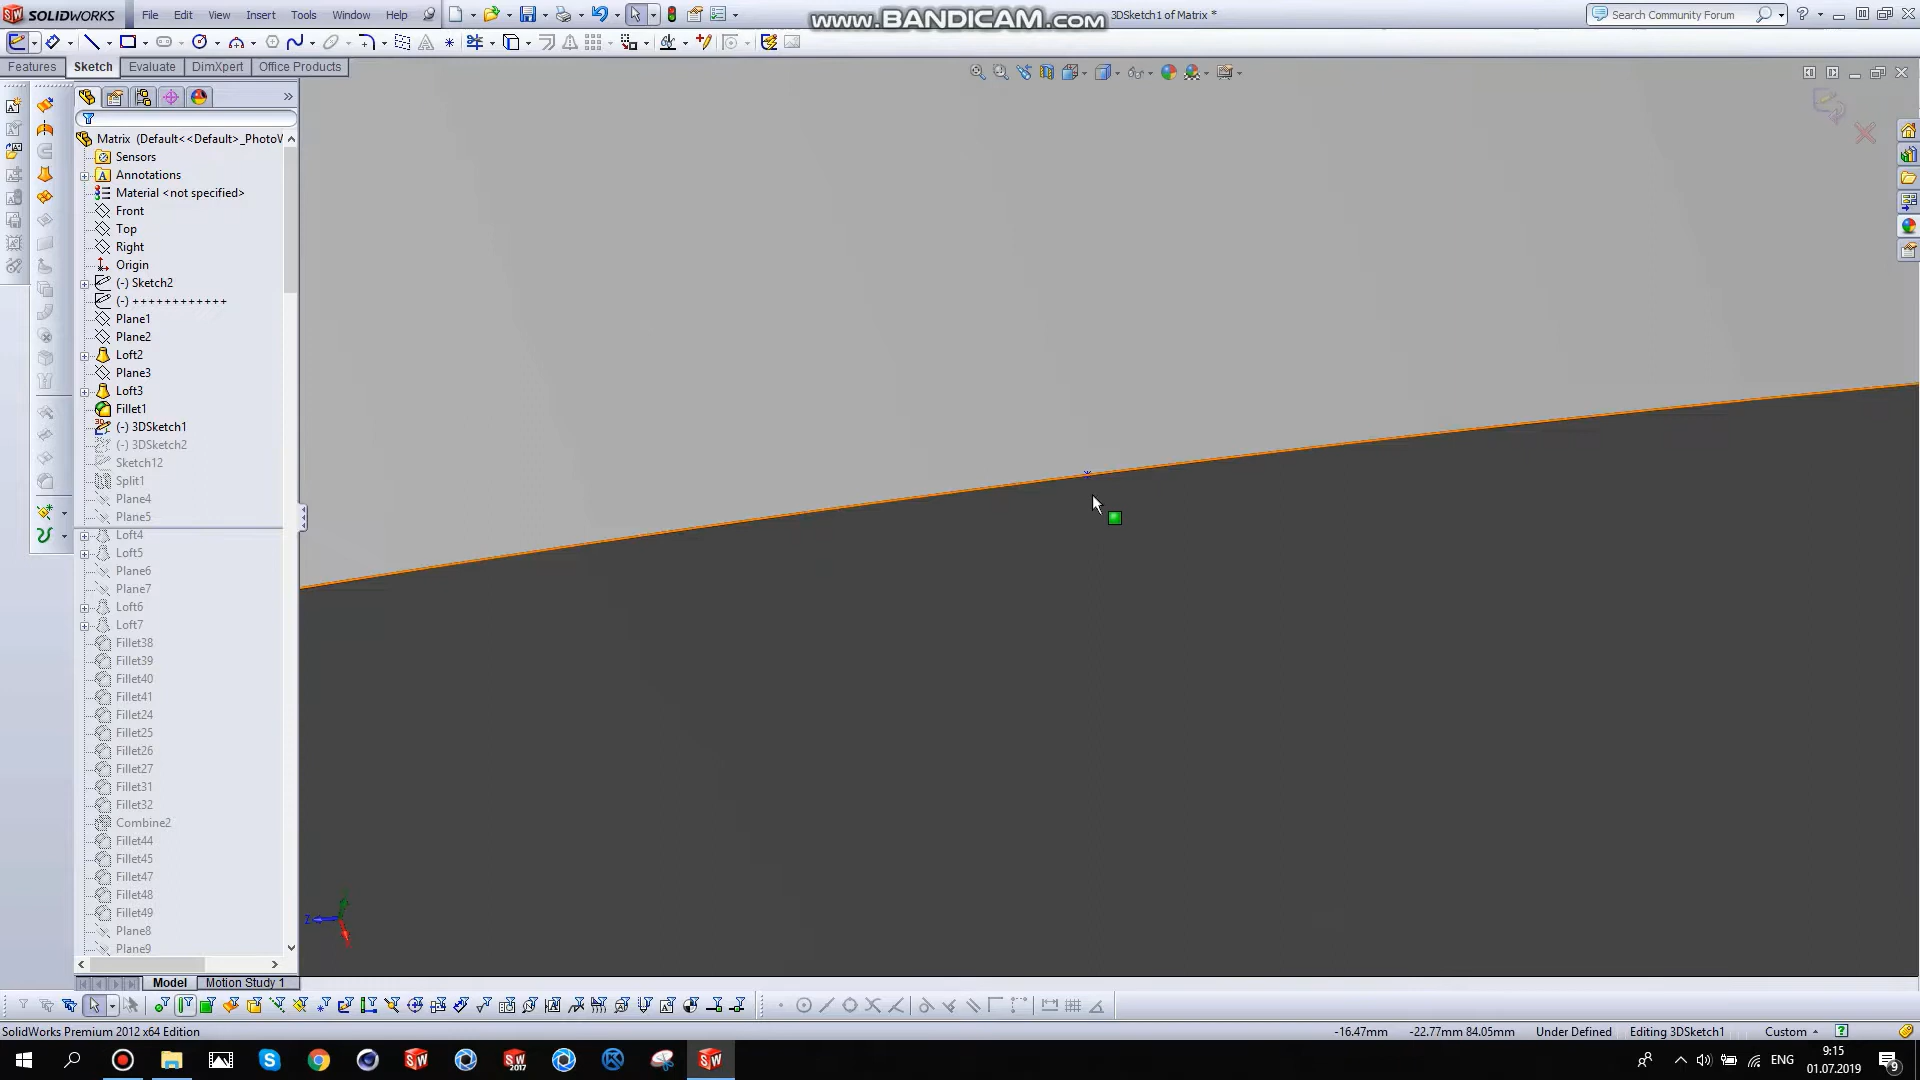 SOLIDWORKS File Edit View Insert Tools Window Help www.BANDICAM.com 3DSketch1 of Matrix * Search Community Forum
Features Sketch Evaluate DimXpert Office Products
Matrix (Default<<Default>_PhotoW
Sensors
Annotations
Material <not specified>
Front
Top
Right
Origin
(-) Sketch2
(-) ++++++++++++
Plane1
Plane2
Loft2
Plane3
Loft3
Fillet1
(-) 3DSketch1
(-) 3DSketch2
Sketch12
Split1
Plane4
Plane5
Loft4
Loft5
Plane6
Plane7
Loft6
Loft7
Fillet38
Fillet39
Fillet40
Fillet41
Fillet24
Fillet25
Fillet26
Fillet27
Fillet31
Fillet32
Combine2
Fillet44
Fillet45
Fillet47
Fillet48
Fillet49
Plane8
Plane9
Z
Model Motion Study 1
SolidWorks Premium 2012 x64 Edition -16.47mm -22.77mm 84.05mm Under Defined Editing 3DSketch1 Custom
ENG 9:15
01.07.2019